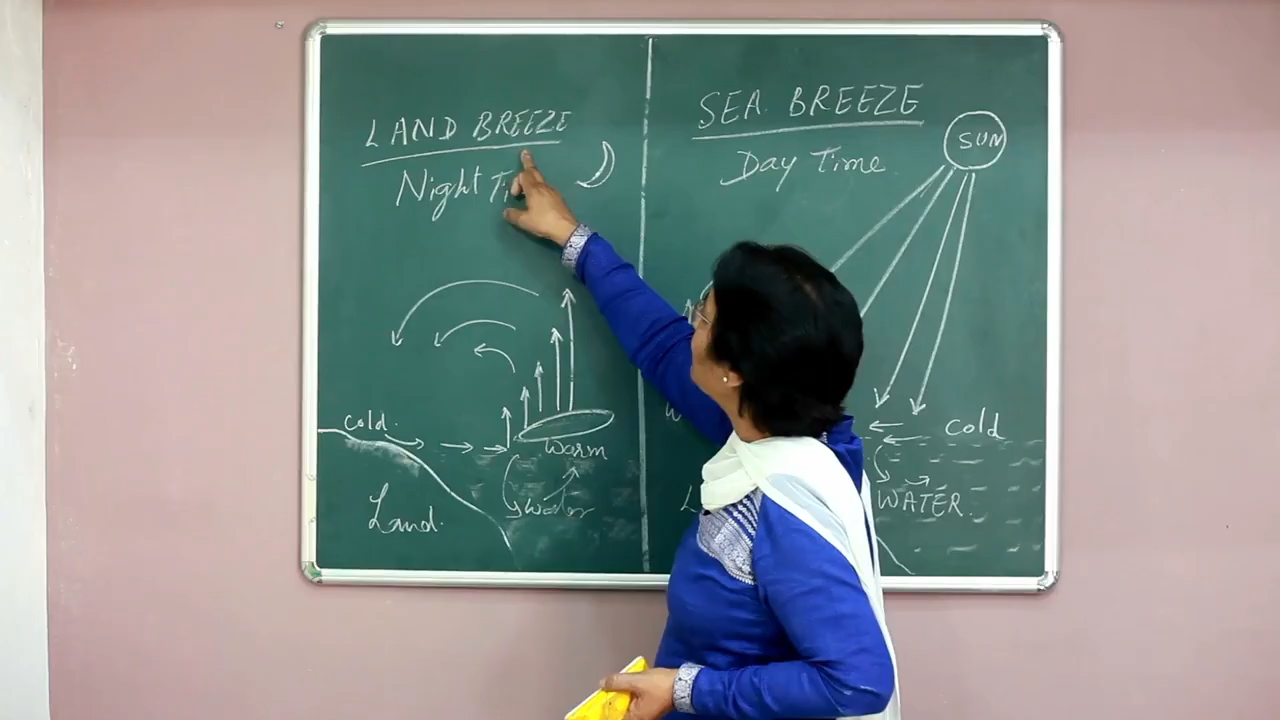 LAND BREEZE
Night Ti
cold.
warm
water
Land.
SEA BREEZE
Day Time
SUN
cold
WATER.